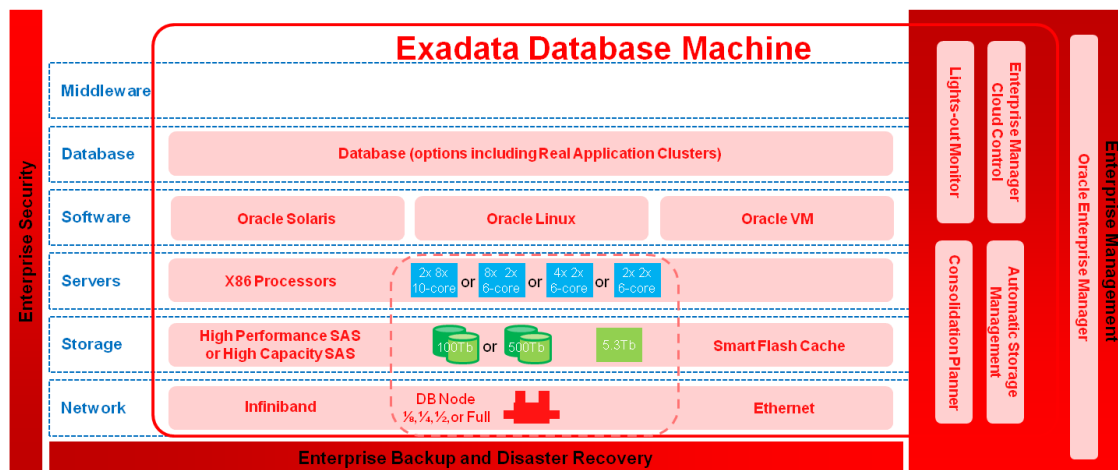 Exadata Database Machine
Enterprise Security
Middleware
Database
Database (options including Real Application Clusters)
Software
Oracle Solaris
Oracle Linux
Oracle VM
Servers
X86 Processors
2x 8x
10-core
or
8x 2x
6-core
or
4x 2x
6-core
or
2x 2x
6-core
Storage
High Performance SAS
or High Capacity SAS
100Tb
or
500Tb
5.3Tb
Smart Flash Cache
Network
Infiniband
DB Node
⅛,¼,½,or Full
Ethernet
Enterprise Backup and Disaster Recovery
Lights-out Monitor
Enterprise Manager
Cloud Control
Consolidation Planner
Automatic Storage
Management
Oracle Enterprise Manager
Enterprise Management